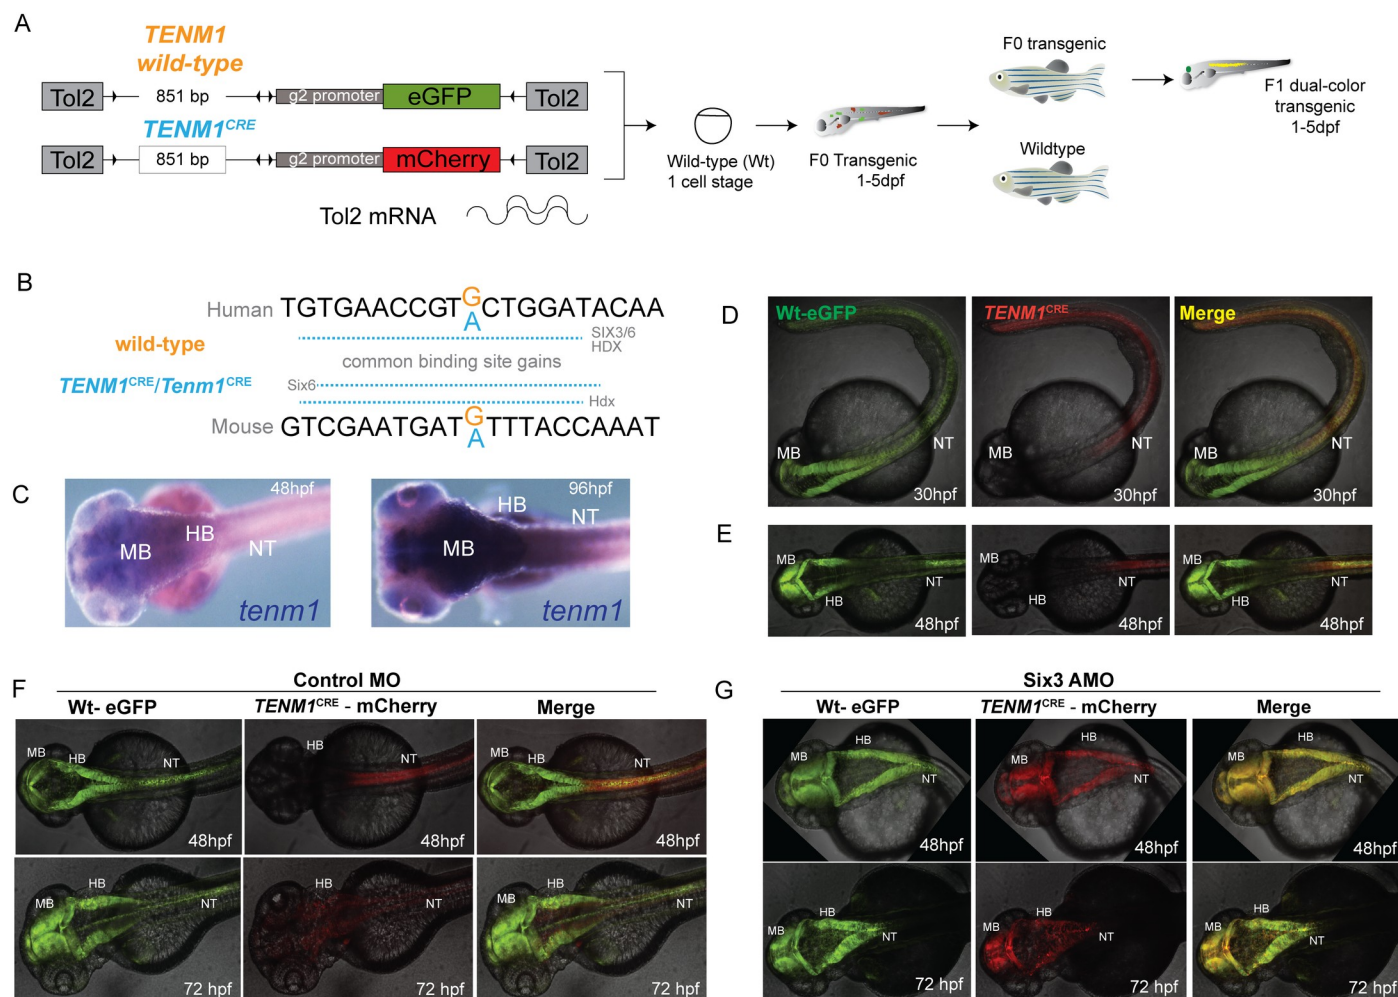 A
TENM1
wild-type
Tol2
851 bp
g2 promoter
eGFP
Tol2
TENM1CRE
Tol2
851 bp
g2 promoter
mCherry
Tol2
Tol2 mRNA
Wild-type (Wt)
1 cell stage
F0 Transgenic
1-5dpf
F0 transgenic
Wildtype
F1 dual-color
transgenic
1-5dpf
B
Human
TGTGAACCGT
G
A
CTGGATACAA
SIX3/6
HDX
wild-type
common binding site gains
TENM1CRE/Tenm1CRE
Six6
Hdx
Mouse
GTCGAATGAT
G
A
TTTACCAAAT
C
48hpf
MB
HB
NT
tenm1
96hpf
MB
HB
NT
tenm1
D
Wt-eGFP
MB
NT
30hpf
TENM1CRE
MB
NT
30hpf
Merge
MB
NT
30hpf
E
MB
HB
NT
48hpf
MB
HB
NT
48hpf
MB
HB
NT
48hpf
F
Control MO
Wt- eGFP
TENM1CRE - mCherry
Merge
MB
HB
NT
48hpf
HB
NT
48hpf
MB
HB
NT
48hpf
MB
HB
NT
72 hpf
HB
NT
72 hpf
MB
HB
NT
72 hpf
G
Six3 AMO
Wt- eGFP
TENM1CRE - mCherry
Merge
MB
HB
NT
48hpf
MB
HB
NT
48hpf
MB
HB
NT
48hpf
MB
HB
NT
72 hpf
MB
HB
NT
72 hpf
MB
HB
NT
72 hpf